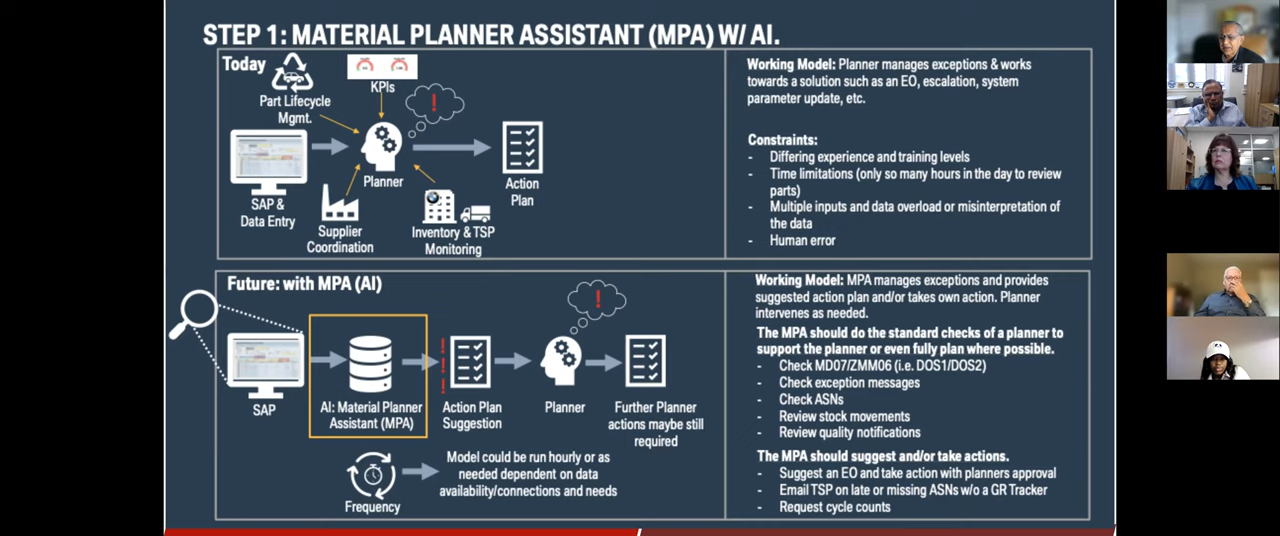 STEP 1: MATERIAL PLANNER ASSISTANT (MPA) W/ AI.
Today
Part Lifecycle
Mgmt.
KPIs
!
SAP &
Data Entry
Planner
Supplier
Coordination
Inventory & TSP
Monitoring
Action
Plan
Working Model: Planner manages exceptions & works
towards a solution such as an EO, escalation, system
parameter update, etc.
Constraints:
- Differing experience and training levels
- Time limitations (only so many hours in the day to review
parts)
- Multiple inputs and data overload or misinterpretation of
the data
- Human error
Future: with MPA (AI)
!
SAP
AI: Material Planner
Assistant (MPA)
!
!
!
Action Plan
Suggestion
Planner
Further Planner
actions maybe still
required
Frequency
Model could be run hourly or as
needed dependent on data
availability/connections and needs
Working Model: MPA manages exceptions and provides
suggested action plan and/or takes own action. Planner
intervenes as needed.
The MPA should do the standard checks of a planner to
support the planner or even fully plan where possible.
- Check MD07/ZMM06 (i.e. DOS1/DOS2)
- Check exception messages
- Check ASNs
- Review stock movements
- Review quality notifications
The MPA should suggest and/or take actions.
- Suggest an EO and take action with planners approval
- Email TSP on late or missing ASNs w/o a GR Tracker
- Request cycle counts